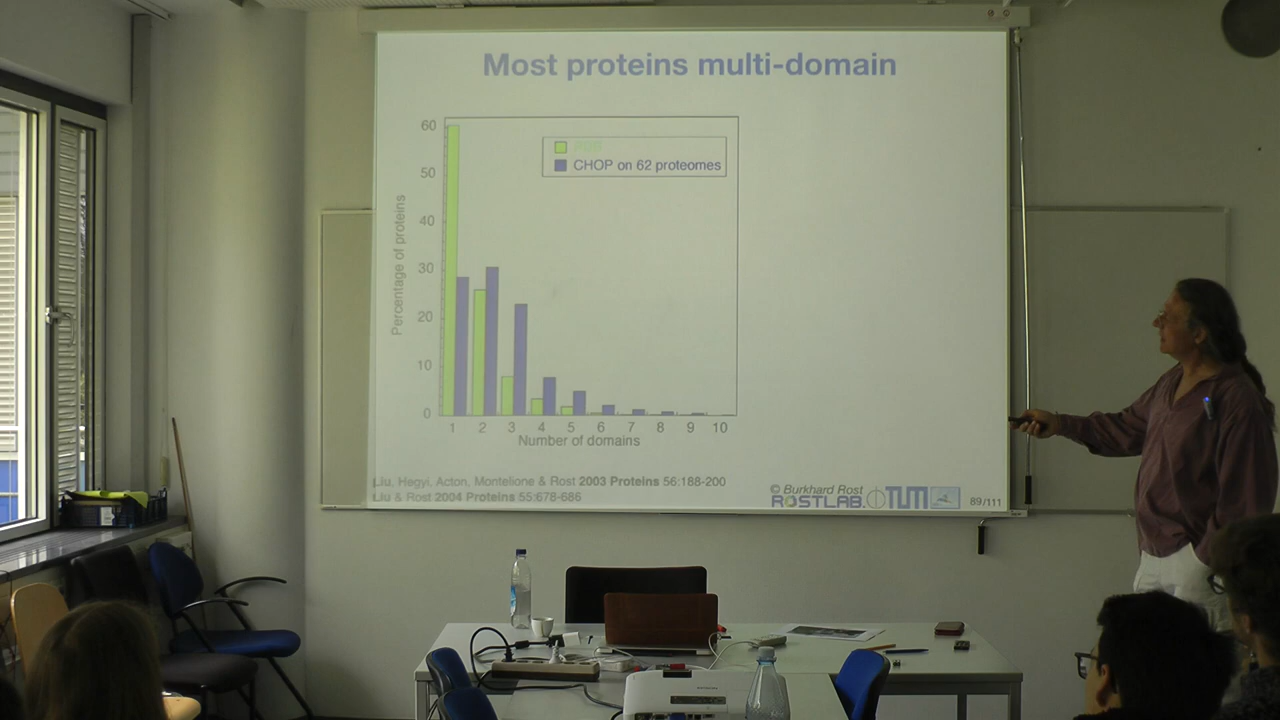 Most proteins multi-domain
60
50
40
30
20
10
0
Percentage of proteins
CHOP on 62 proteomes
1 2 3 4 5 6 7 8 9 10
Number of domains
Liu, Hegyi, Acton, Montelione & Rost 2003 Proteins 56:188-200
Liu & Rost 2004 Proteins 55:678-686
© Burkhard Rost
ROSTLAB
TUM
89/111